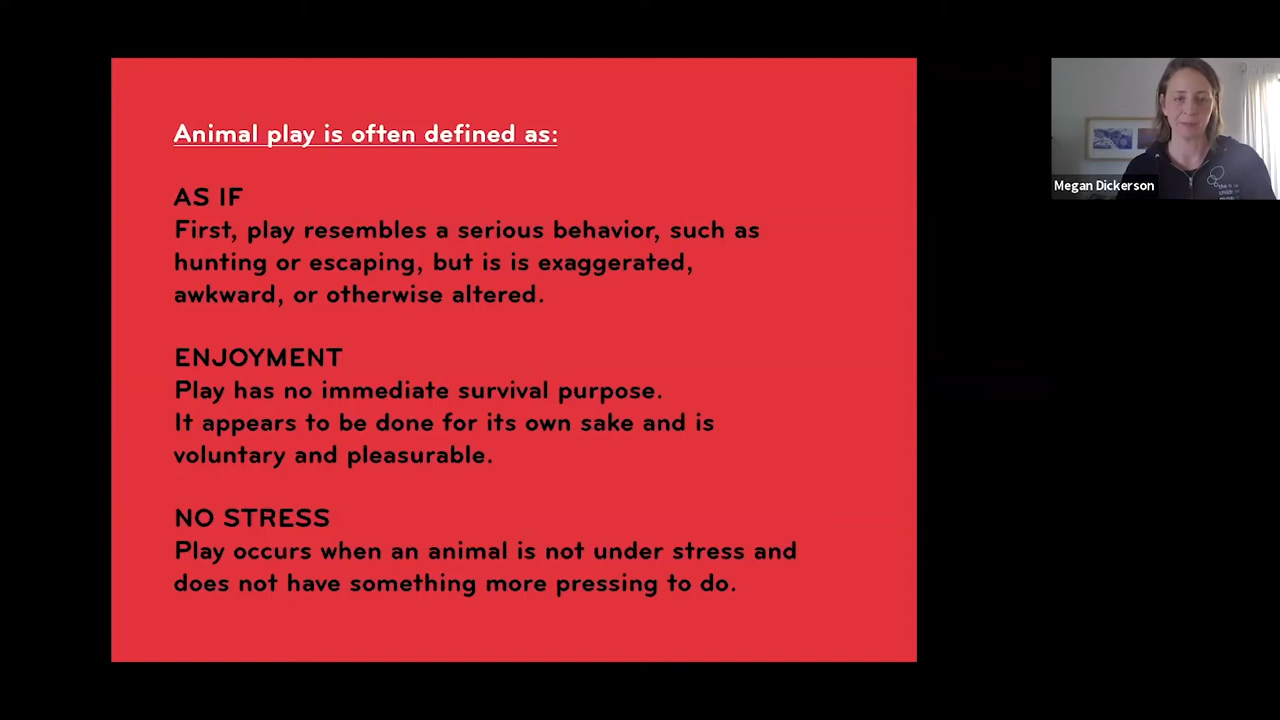 Animal play is often defined as:
AS IF
First, play resembles a serious behavior, such as
hunting or escaping, but is is exaggerated,
awkward, or otherwise altered.
ENJOYMENT
Play has no immediate survival purpose.
It appears to be done for its own sake and is
voluntary and pleasurable.
NO STRESS
Play occurs when an animal is not under stress and
does not have something more pressing to do.
Megan Dickerson